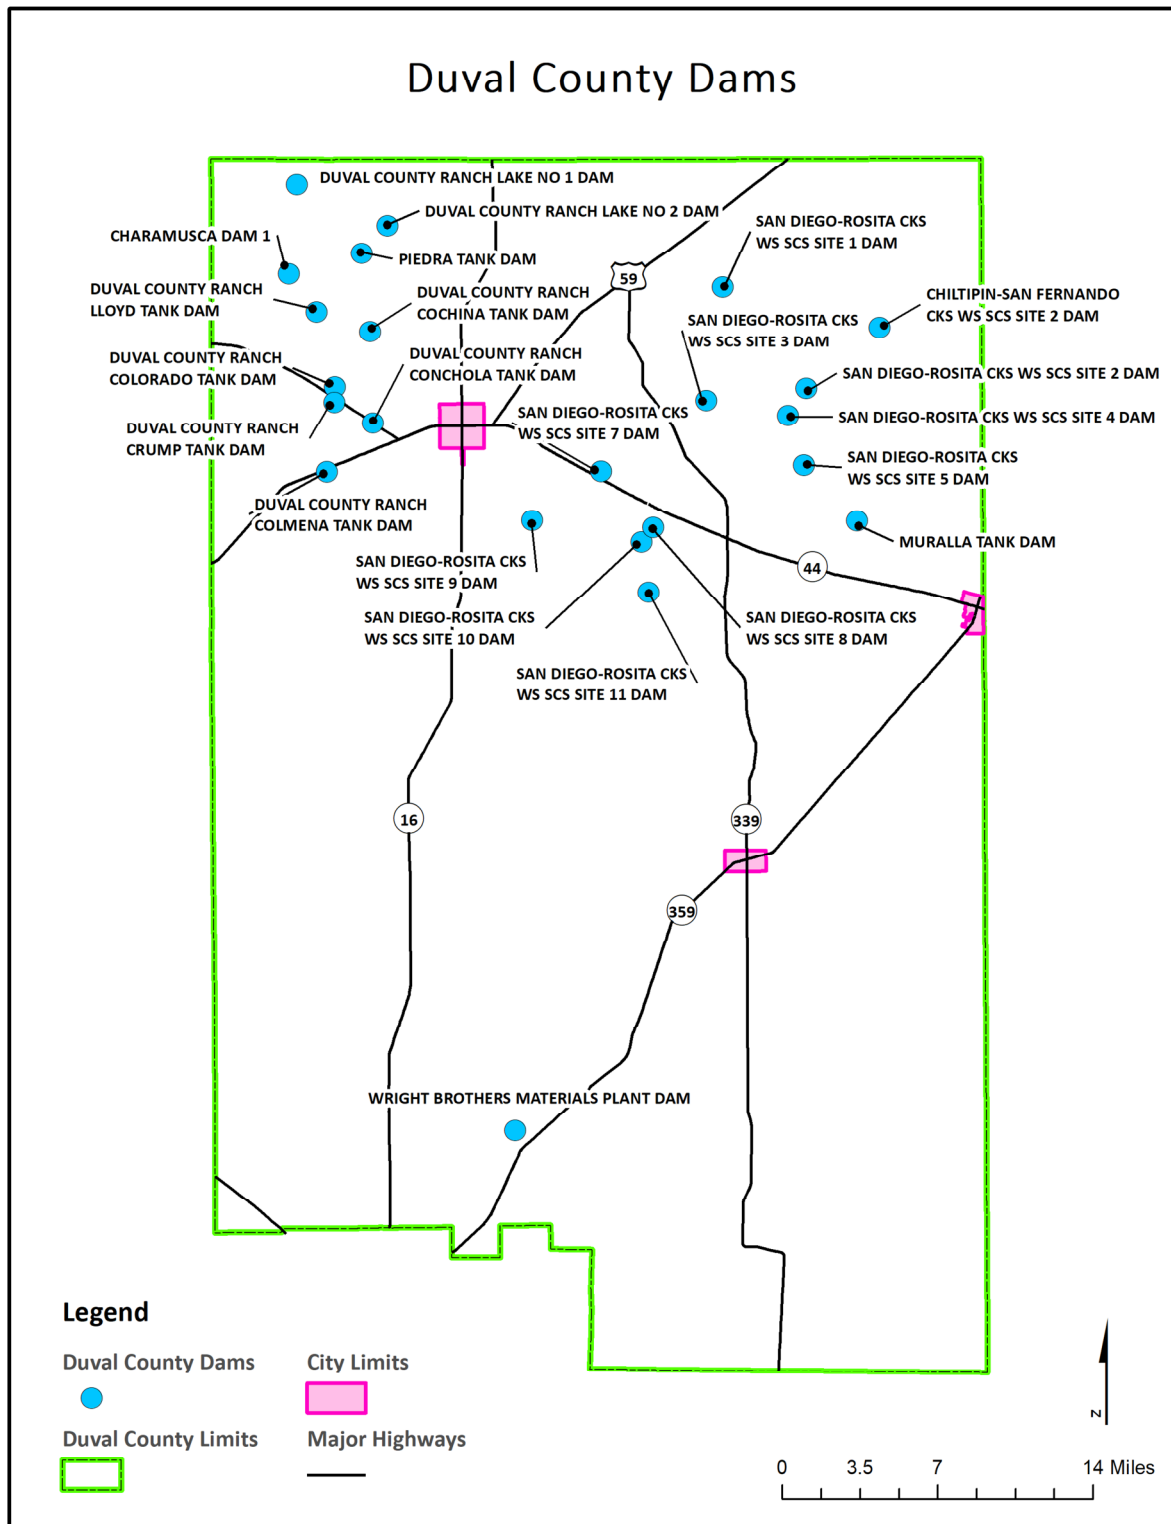 Duval County Dams
DUVAL COUNTY RANCH LAKE NO 1 DAM
DUVAL COUNTY RANCH LAKE NO 2 DAM
CHARAMUSCA DAM 1
PIEDRA TANK DAM
SAN DIEGO-ROSITA CKS
WS SCS SITE 1 DAM
59
DUVAL COUNTY RANCH
LLOYD TANK DAM
DUVAL COUNTY RANCH
COCHINA TANK DAM
CHILTIPIN-SAN FERNANDO
CKS WS SCS SITE 2 DAM
SAN DIEGO-ROSITA CKS
WS SCS SITE 3 DAM
DUVAL COUNTY RANCH
COLORADO TANK DAM
DUVAL COUNTY RANCH
CONCHOLA TANK DAM
SAN DIEGO-ROSITA CKS WS SCS SITE 2 DAM
SAN DIEGO-ROSITA CKS
WS SCS SITE 7 DAM
SAN DIEGO-ROSITA CKS WS SCS SITE 4 DAM
DUVAL COUNTY RANCH
CRUMP TANK DAM
SAN DIEGO-ROSITA CKS
WS SCS SITE 5 DAM
DUVAL COUNTY RANCH
COLMENA TANK DAM
MURALLA TANK DAM
SAN DIEGO-ROSITA CKS
WS SCS SITE 9 DAM
44
SAN DIEGO-ROSITA CKS
WS SCS SITE 10 DAM
SAN DIEGO-ROSITA CKS
WS SCS SITE 8 DAM
SAN DIEGO-ROSITA CKS
WS SCS SITE 11 DAM
16
339
359
WRIGHT BROTHERS MATERIALS PLANT DAM
Legend
Duval County Dams
City Limits
Duval County Limits
Major Highways
N
0 3.5 7 14 Miles